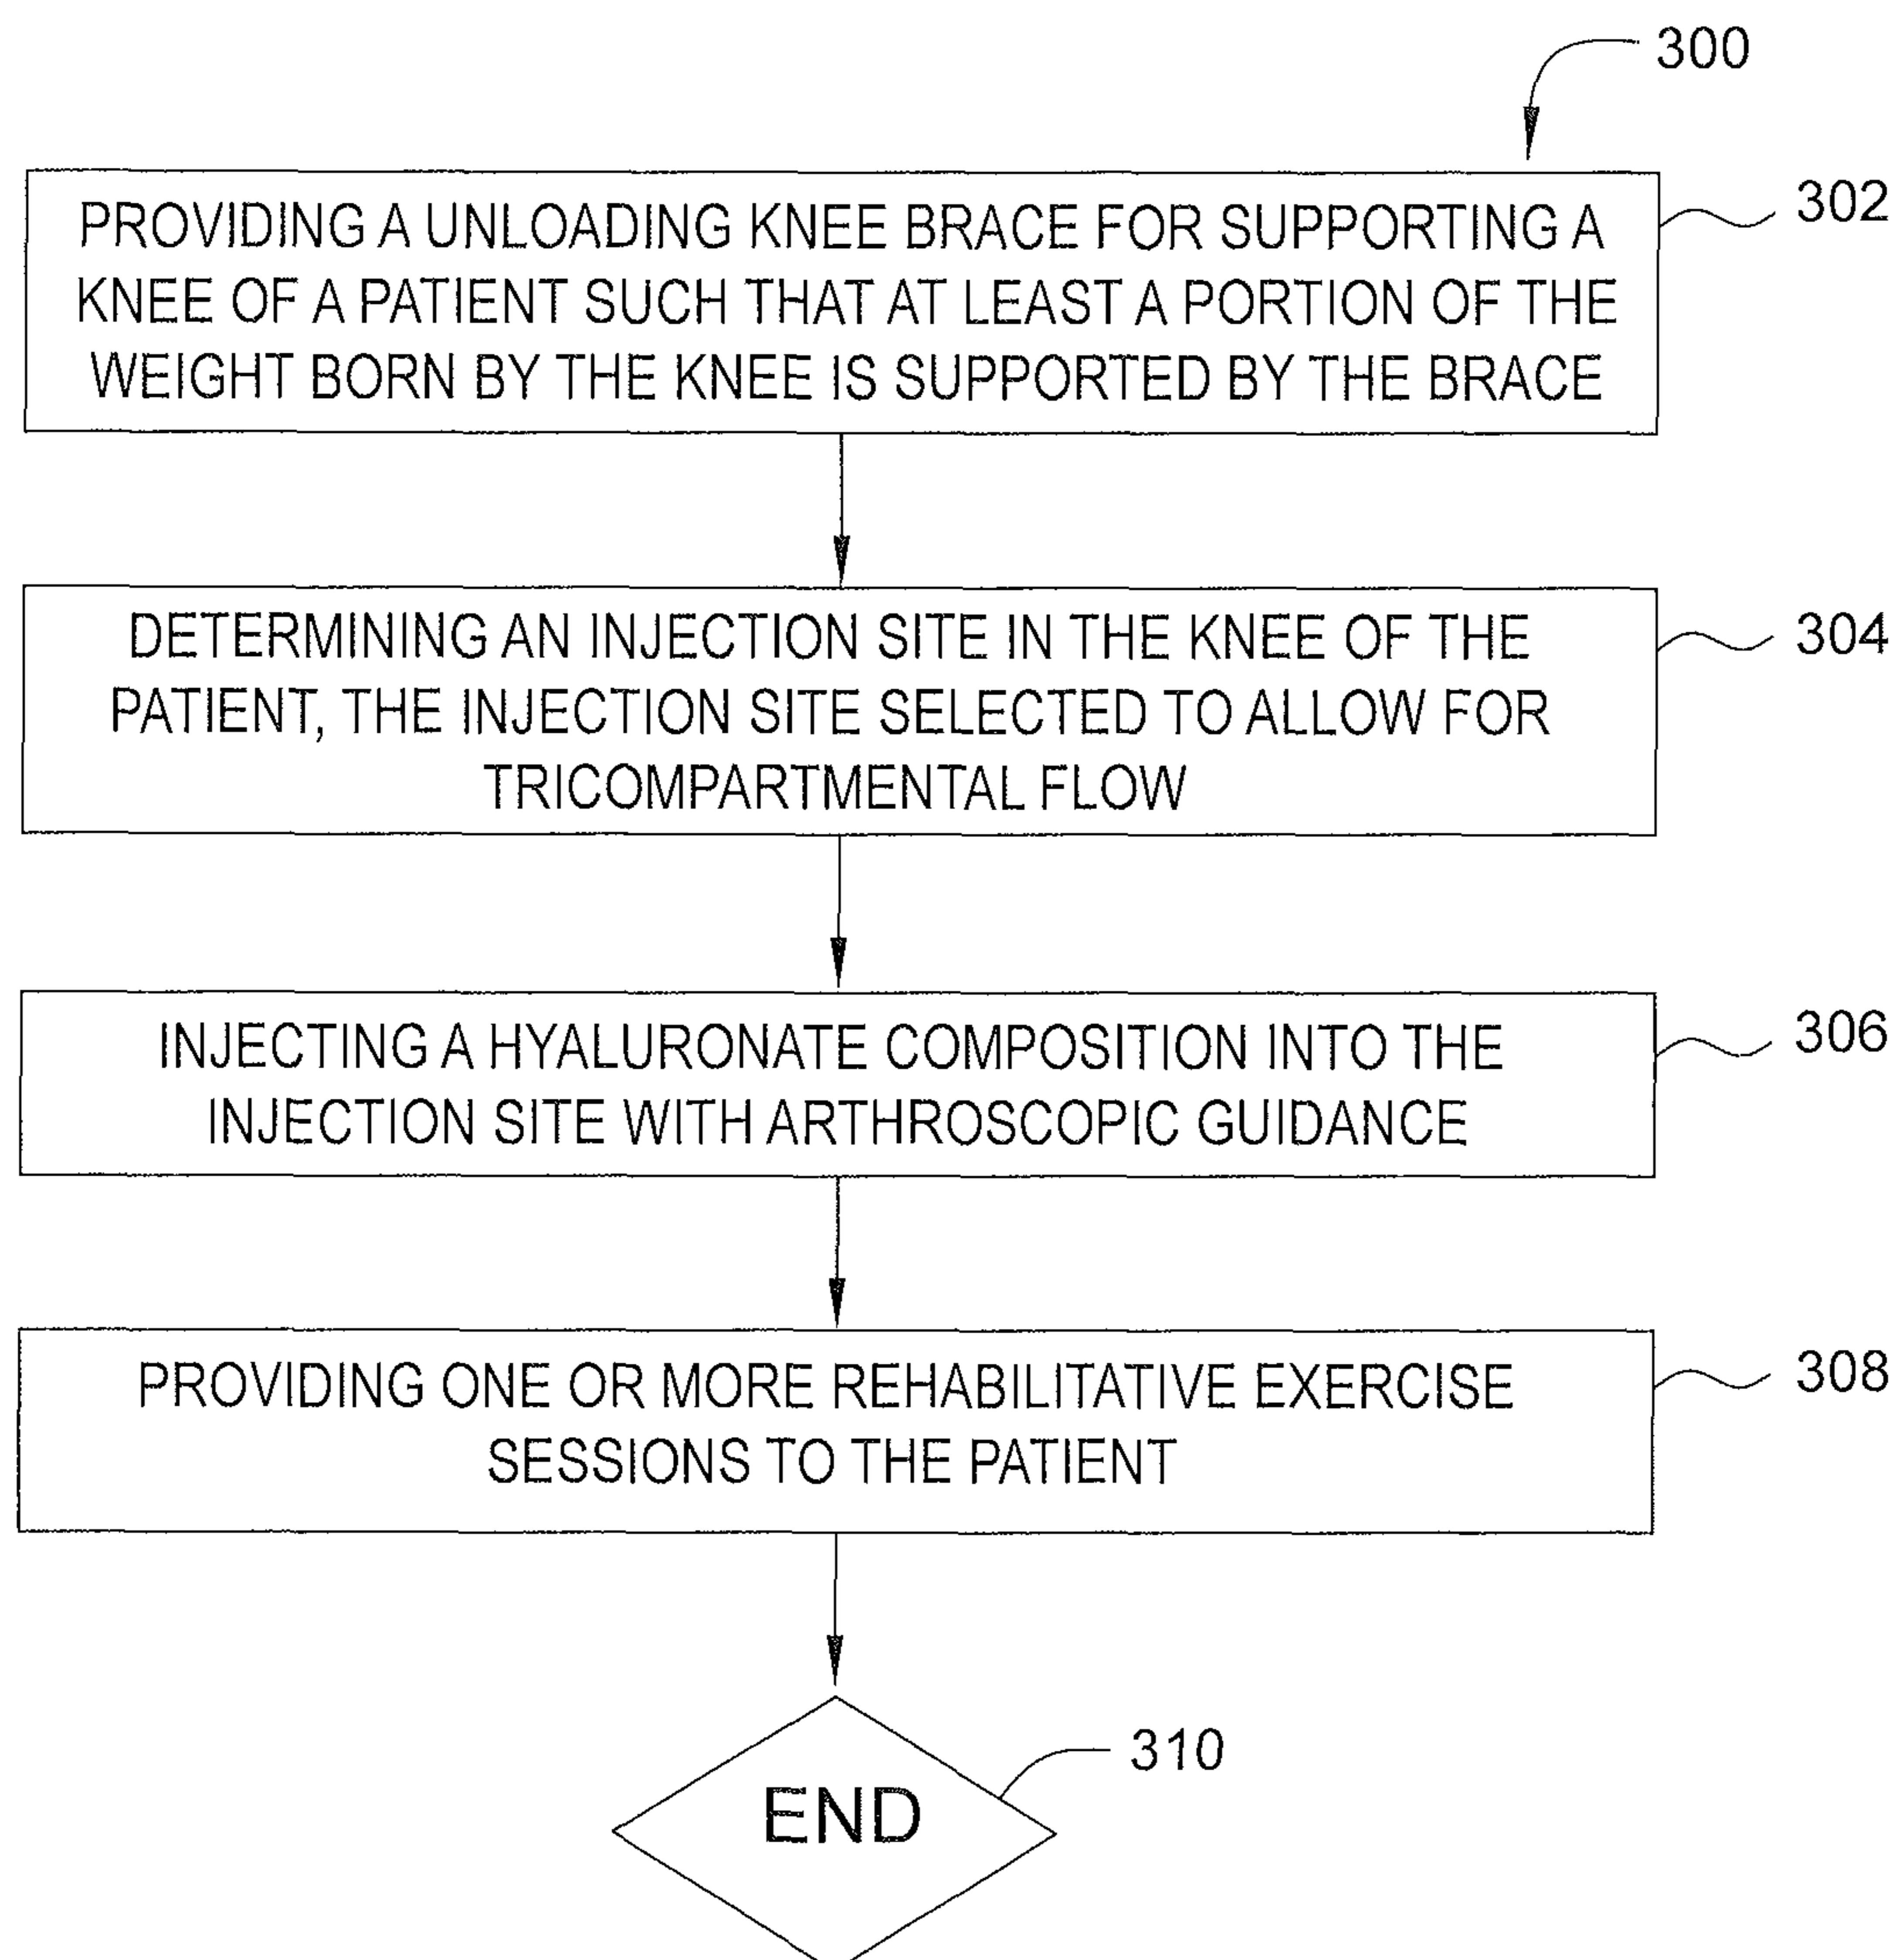 300
PROVIDING A UNLOADING KNEE BRACE FOR SUPPORTING A
KNEE OF A PATIENT SUCH THAT AT LEAST A PORTION OF THE
WEIGHT BORN BY THE KNEE IS SUPPORTED BY THE BRACE
302
DETERMINING AN INJECTION SITE IN THE KNEE OF THE
PATIENT, THE INJECTION SITE SELECTED TO ALLOW FOR
TRICOMPARTMENTAL FLOW
304
INJECTING A HYALURONATE COMPOSITION INTO THE
INJECTION SITE WITH ARTHROSCOPIC GUIDANCE
306
PROVIDING ONE OR MORE REHABILITATIVE EXERCISE
SESSIONS TO THE PATIENT
308
END
310